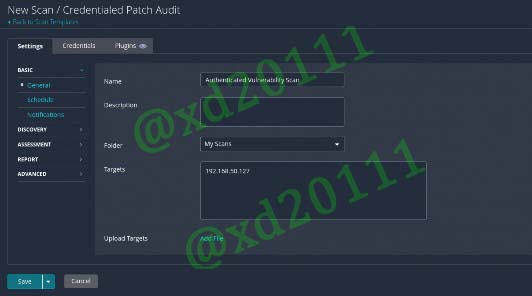 New Scan / Credentialed Patch Audit
Back to Scan Templates
Settings Credentials Plugins
BASIC
General
Schedule
Notifications
DISCOVERY
ASSESSMENT
REPORT
ADVANCED
Name Authenticated Vulnerability Scan
Description
Folder My Scans
Targets 192.168.50.127
Upload Targets Add File
Save Cancel
@xd20111
@xd20111